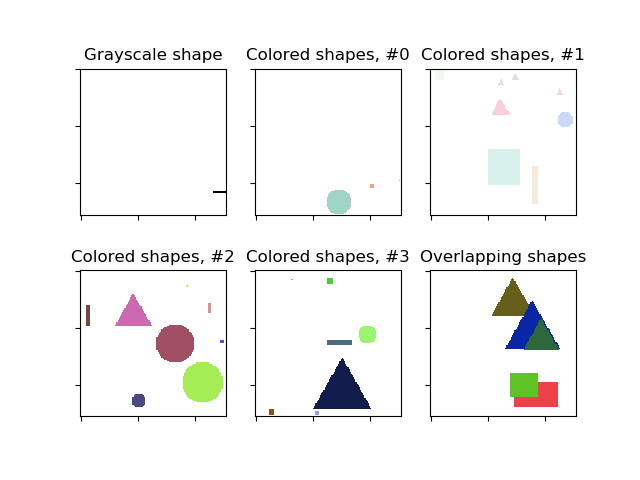 Grayscale shape
Colored shapes, #0
Colored shapes, #1
Colored shapes, #2
Colored shapes, #3
Overlapping shapes